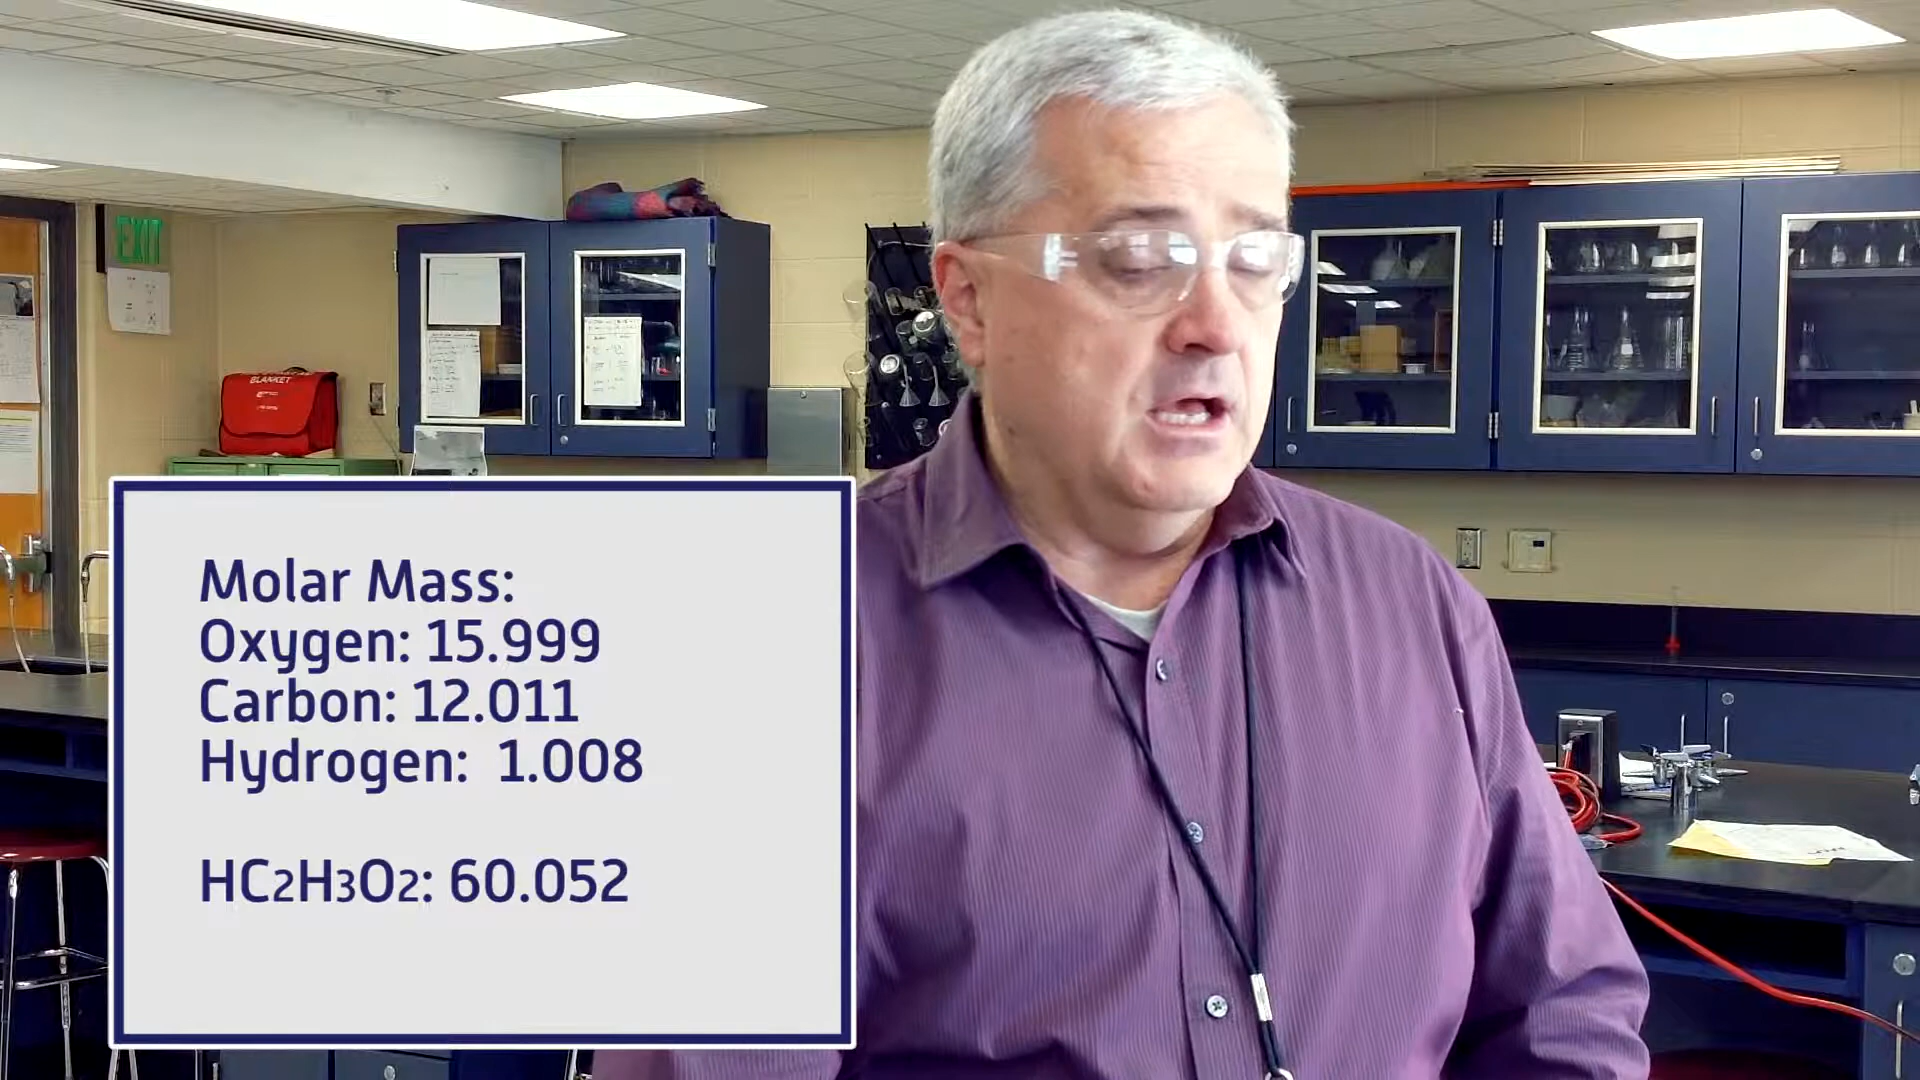 EXIT
BLANKET
Molar Mass:
Oxygen: 15.999
Carbon: 12.011
Hydrogen: 1.008
HC2H3O2: 60.052